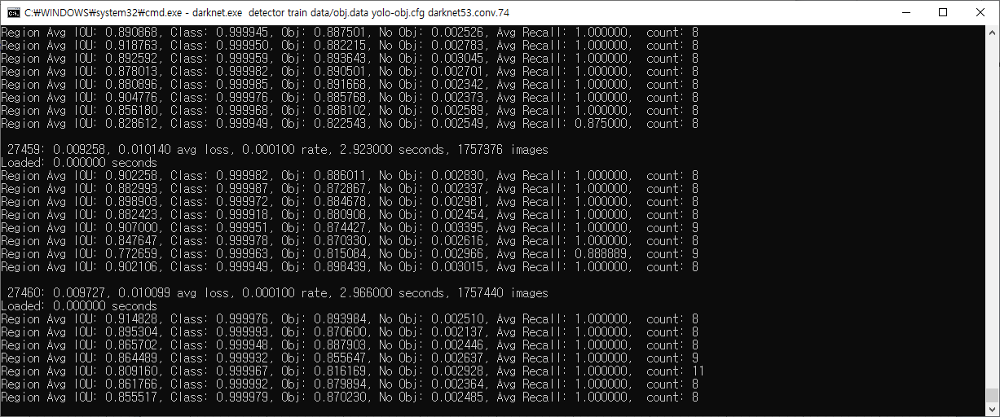 C:\WINDOWS\system32\cmd.exe - darknet.exe  detector train data/obj.data yolo-obj.cfg darknet53.conv.74
Region Avg IOU: 0.890868, Class: 0.999945, Obj: 0.887501, No Obj: 0.002526, Avg Recall: 1.000000,  count: 8
Region Avg IOU: 0.918763, Class: 0.999950, Obj: 0.882215, No Obj: 0.002783, Avg Recall: 1.000000,  count: 8
Region Avg IOU: 0.892592, Class: 0.999959, Obj: 0.893643, No Obj: 0.003045, Avg Recall: 1.000000,  count: 8
Region Avg IOU: 0.878013, Class: 0.999982, Obj: 0.890501, No Obj: 0.002701, Avg Recall: 1.000000,  count: 8
Region Avg IOU: 0.880896, Class: 0.999985, Obj: 0.891668, No Obj: 0.002342, Avg Recall: 1.000000,  count: 8
Region Avg IOU: 0.904776, Class: 0.999976, Obj: 0.885768, No Obj: 0.002373, Avg Recall: 1.000000,  count: 8
Region Avg IOU: 0.856180, Class: 0.999968, Obj: 0.888102, No Obj: 0.002589, Avg Recall: 1.000000,  count: 8
Region Avg IOU: 0.828612, Class: 0.999949, Obj: 0.822543, No Obj: 0.002549, Avg Recall: 0.875000,  count: 8
27459: 0.009258, 0.010140 avg loss, 0.000100 rate, 2.923000 seconds, 1757376 images
Loaded: 0.000000 seconds
Region Avg IOU: 0.902258, Class: 0.999982, Obj: 0.886011, No Obj: 0.002830, Avg Recall: 1.000000,  count: 8
Region Avg IOU: 0.882993, Class: 0.999987, Obj: 0.872867, No Obj: 0.002337, Avg Recall: 1.000000,  count: 8
Region Avg IOU: 0.898903, Class: 0.999972, Obj: 0.884678, No Obj: 0.002981, Avg Recall: 1.000000,  count: 8
Region Avg IOU: 0.882423, Class: 0.999918, Obj: 0.880908, No Obj: 0.002454, Avg Recall: 1.000000,  count: 8
Region Avg IOU: 0.907000, Class: 0.999951, Obj: 0.874427, No Obj: 0.003395, Avg Recall: 1.000000,  count: 9
Region Avg IOU: 0.847647, Class: 0.999978, Obj: 0.870330, No Obj: 0.002616, Avg Recall: 1.000000,  count: 8
Region Avg IOU: 0.772659, Class: 0.999963, Obj: 0.815084, No Obj: 0.002966, Avg Recall: 0.888889,  count: 9
Region Avg IOU: 0.902106, Class: 0.999949, Obj: 0.898439, No Obj: 0.003015, Avg Recall: 1.000000,  count: 8
27460: 0.009727, 0.010099 avg loss, 0.000100 rate, 2.966000 seconds, 1757440 images
Loaded: 0.000000 seconds
Region Avg IOU: 0.914828, Class: 0.999976, Obj: 0.893984, No Obj: 0.002510, Avg Recall: 1.000000,  count: 8
Region Avg IOU: 0.895304, Class: 0.999993, Obj: 0.870600, No Obj: 0.002137, Avg Recall: 1.000000,  count: 8
Region Avg IOU: 0.865702, Class: 0.999948, Obj: 0.887903, No Obj: 0.002446, Avg Recall: 1.000000,  count: 8
Region Avg IOU: 0.864489, Class: 0.999932, Obj: 0.855647, No Obj: 0.002637, Avg Recall: 1.000000,  count: 9
Region Avg IOU: 0.809160, Class: 0.999967, Obj: 0.816169, No Obj: 0.002928, Avg Recall: 1.000000,  count: 11
Region Avg IOU: 0.861766, Class: 0.999992, Obj: 0.879894, No Obj: 0.002364, Avg Recall: 1.000000,  count: 8
Region Avg IOU: 0.855517, Class: 0.999979, Obj: 0.870230, No Obj: 0.002485, Avg Recall: 1.000000,  count: 8